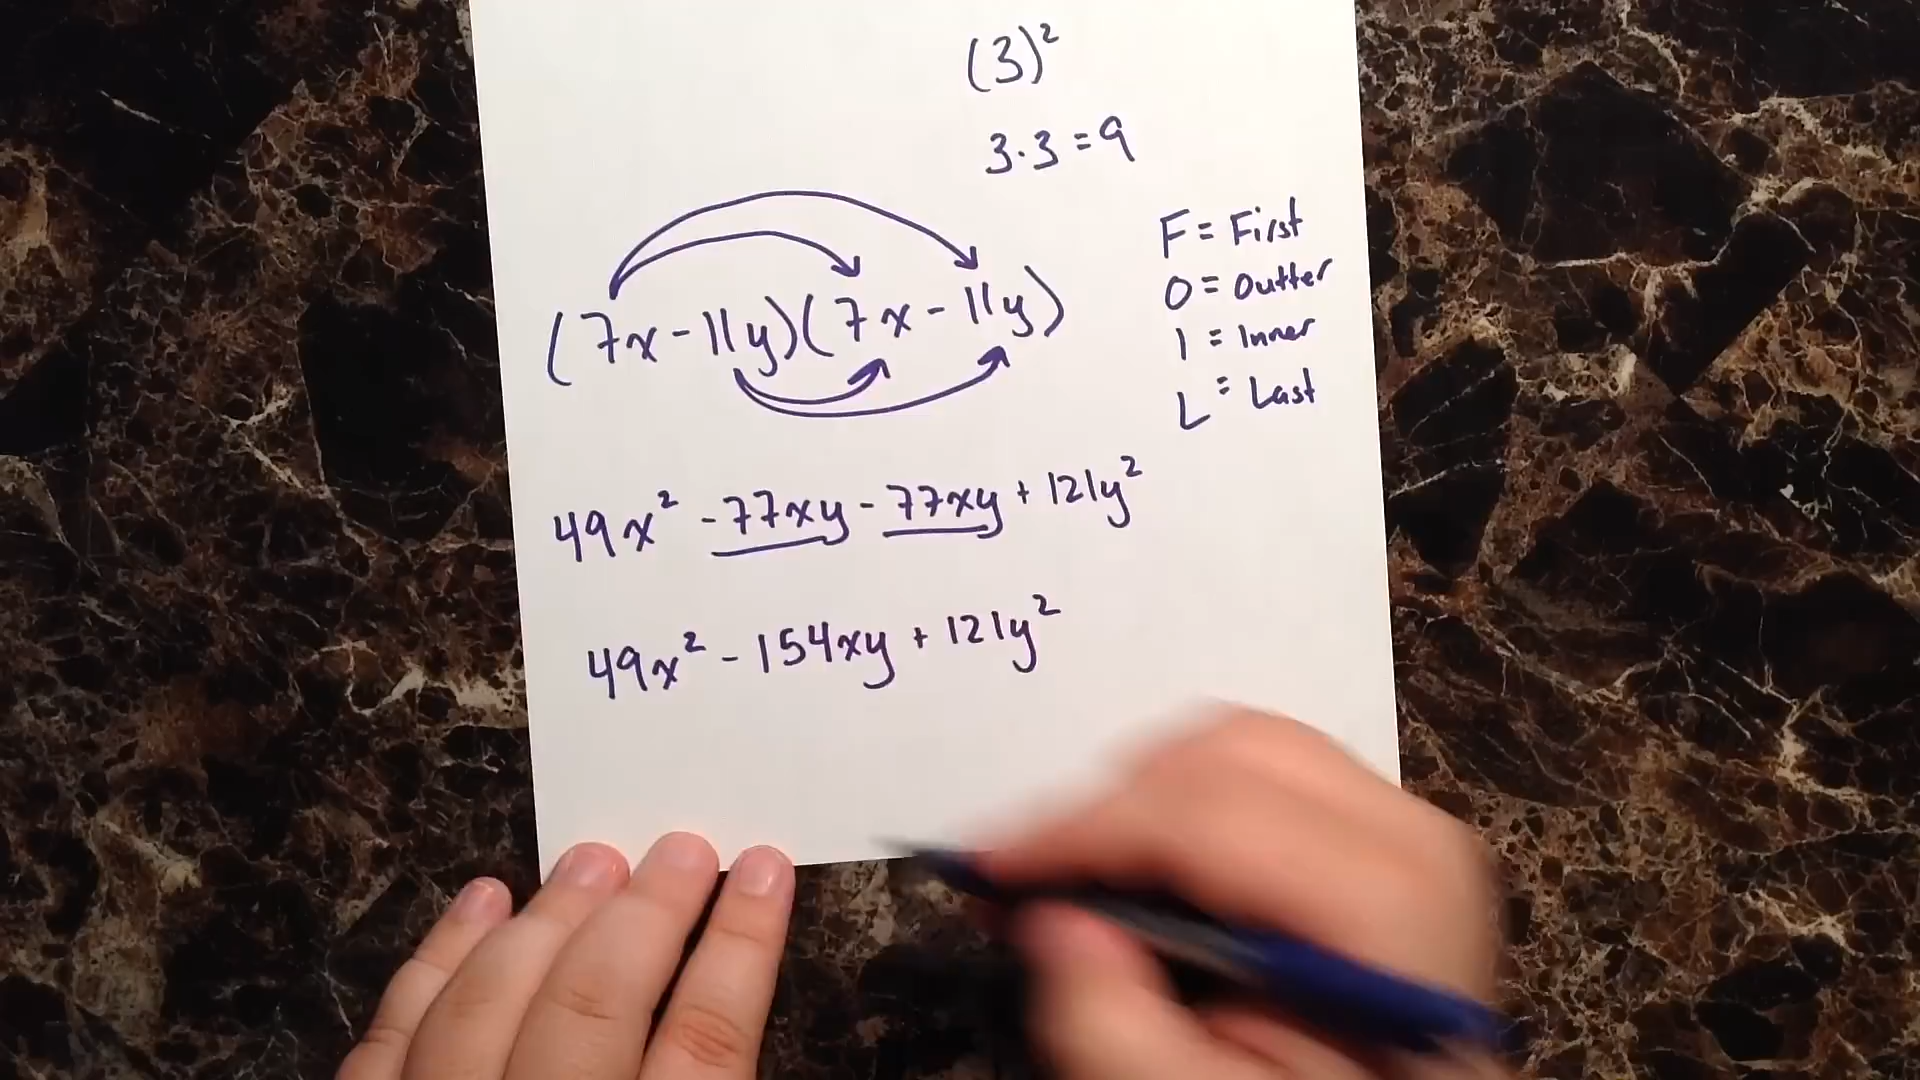 (3)²
3·3=9
F = First
O = Outter
I = Inner
L = Last
(7x-11y)(7x-11y)
49x² -77xy -77xy +121y²
49x² -154xy +121y²